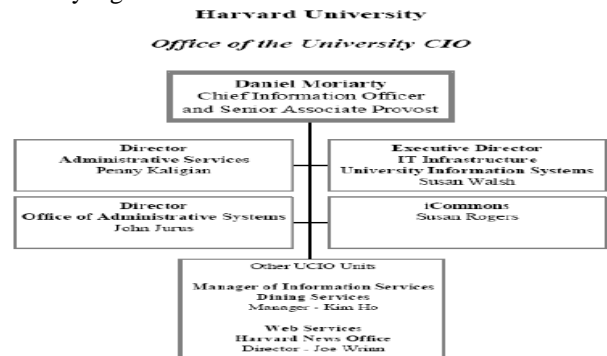 Harvard University
Office of the University CIO
Daniel Moriarty
Chief Information Officer
and Senior Associate Provost
Director
Administrative Services
Penny Kaligian
Executive Director
IT Infrastructure
University Information Systems
Susan Walsh
Director
Office of Administrative Systems
John Jurus
iCommons
Susan Rogers
Other UCIO Units
Manager of Information Services
Dining Services
Manager - Kim Ho
Web Services
Harvard News Office
Director - Joe Wrinn